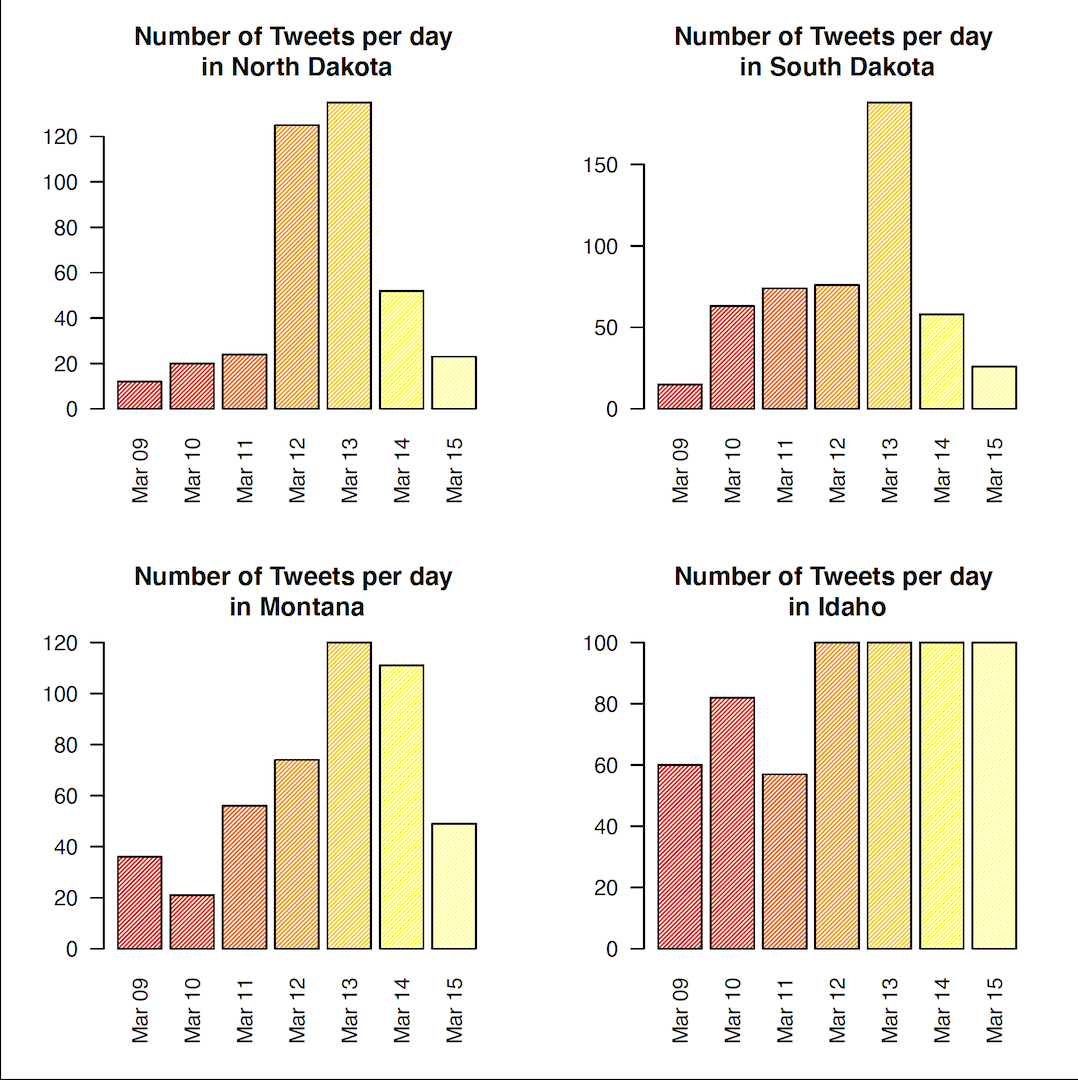 Number of Tweets per day
in North Dakota
120
100
80
60
40
20
0
Mar 09
Mar 10
Mar 11
Mar 12
Mar 13
Mar 14
Mar 15
Number of Tweets per day
in South Dakota
150
100
50
0
Mar 09
Mar 10
Mar 11
Mar 12
Mar 13
Mar 14
Mar 15
Number of Tweets per day
in Montana
120
100
80
60
40
20
0
Mar 09
Mar 10
Mar 11
Mar 12
Mar 13
Mar 14
Mar 15
Number of Tweets per day
in Idaho
100
80
60
40
20
0
Mar 09
Mar 10
Mar 11
Mar 12
Mar 13
Mar 14
Mar 15